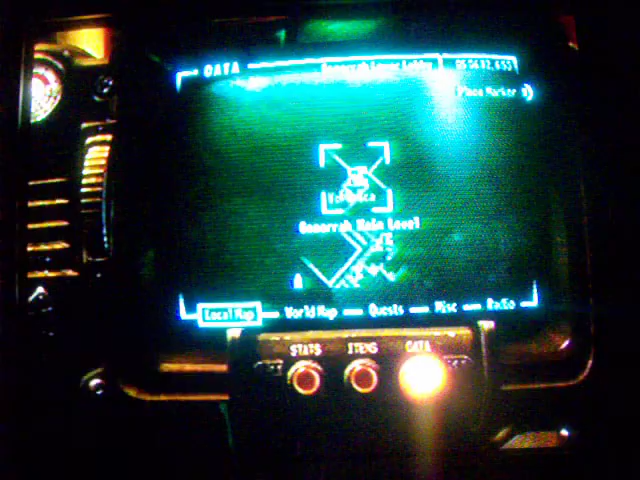 DATA
Gomorrah Lower Lobby
Place Marker
Gomorrah Main Level
Local Map World Map Quests Misc Radio
STATS ITEMS DATA